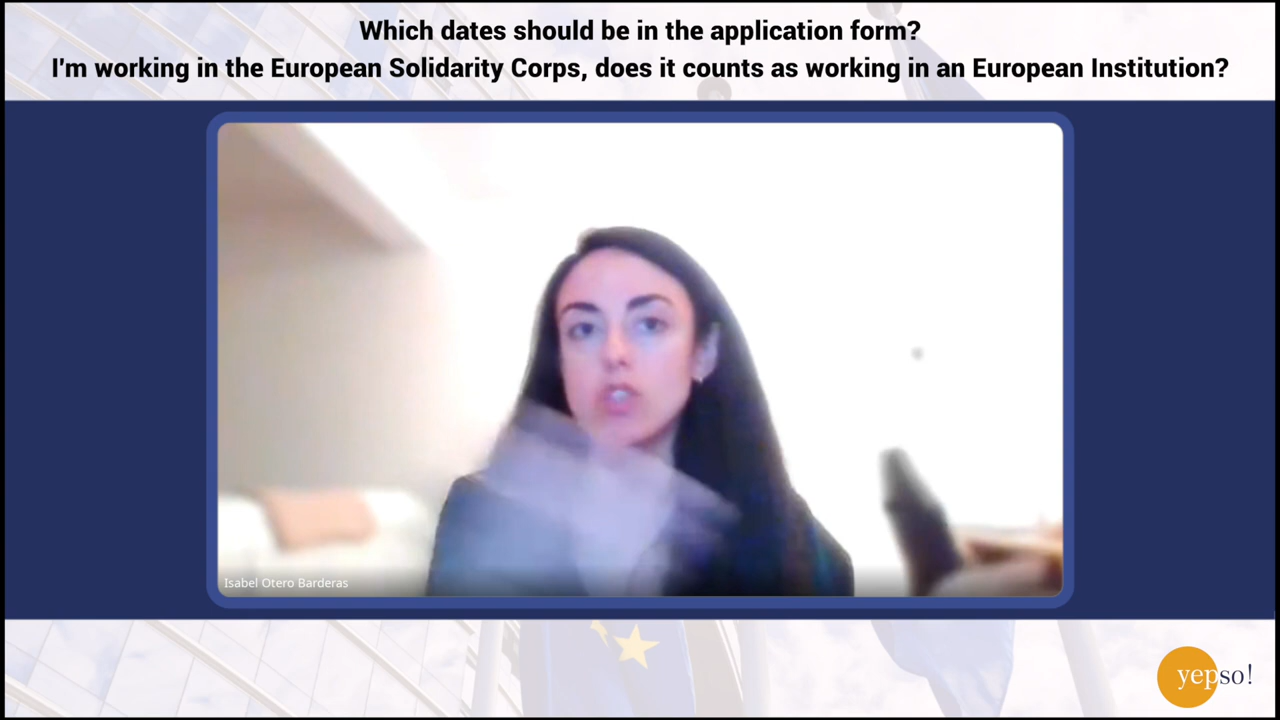 Which dates should be in the application form?
I'm working in the European Solidarity Corps, does it counts as working in an European Institution?
Isabel Otero Barderas
yepso!